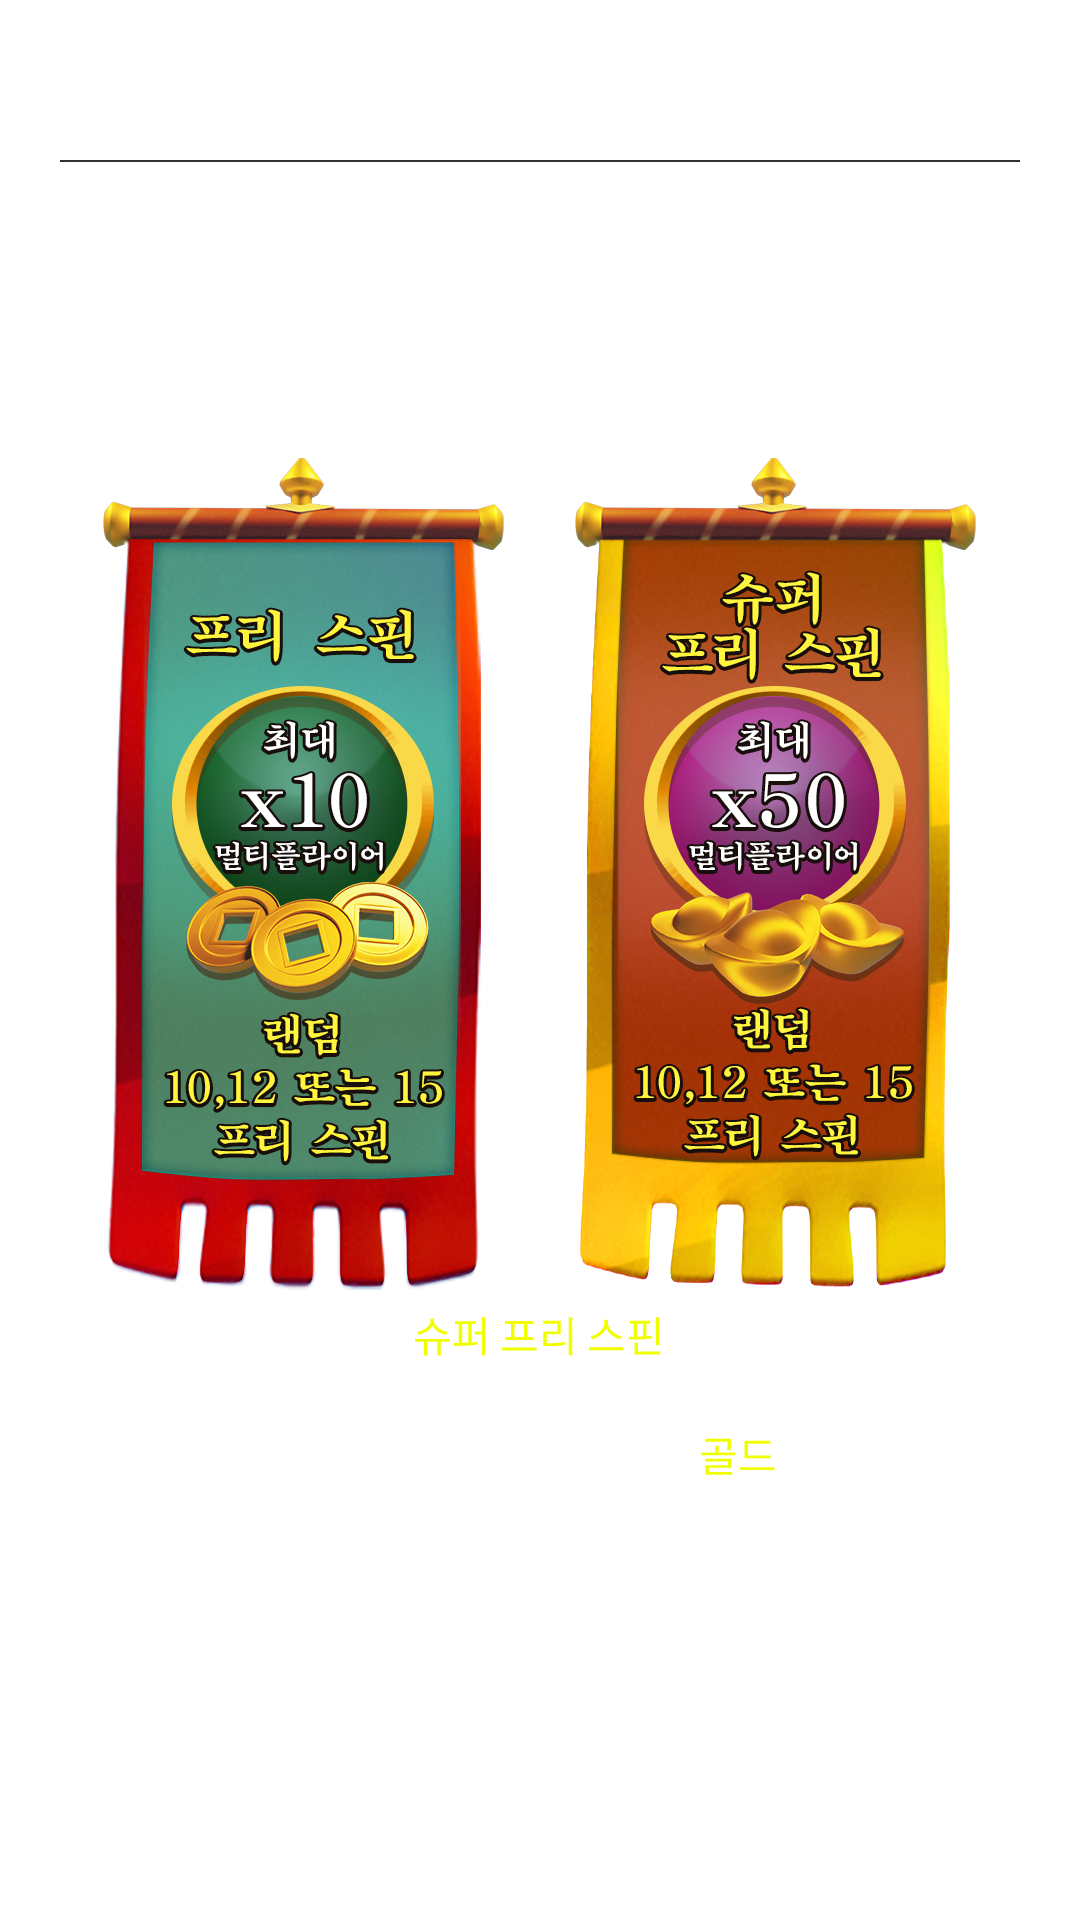 프리 스핀
최대
x10
멀티플라이어
랜덤
10,12 또는 15
프리 스핀
슈퍼
프리 스핀
최대
x50
멀티플라이어
랜덤
10,12 또는 15
프리 스핀
슈퍼 프리 스핀
골드